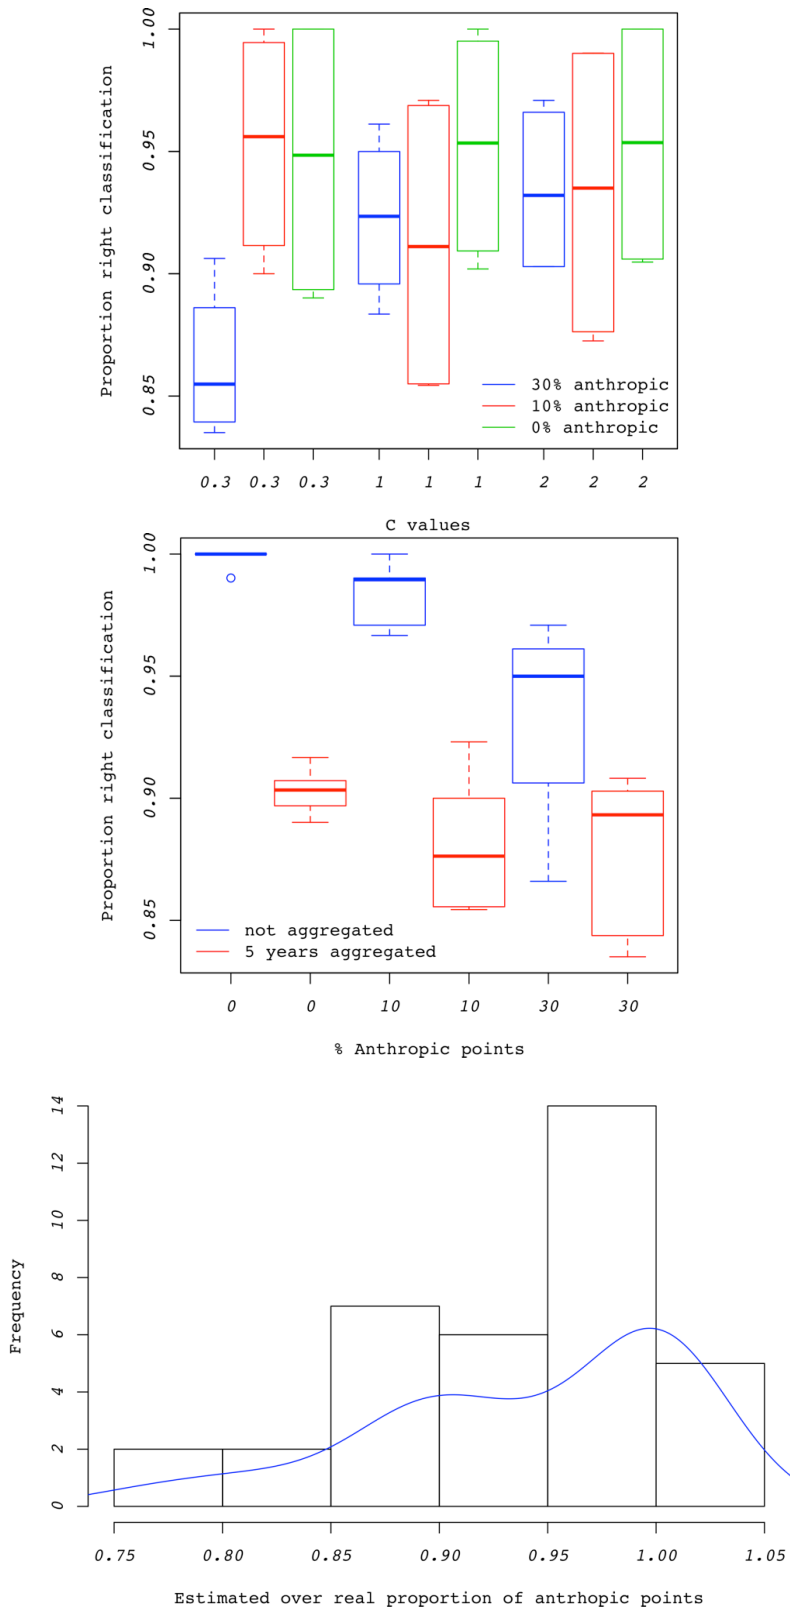 1.00
0.95
0.90
0.85
Proportion right classification
30% anthropic
10% anthropic
0% anthropic
0.3 0.3 0.3 1 1 1 2 2 2
C values
1.00
0.95
0.90
0.85
Proportion right classification
not aggregated
5 years aggregated
0 0 10 10 30 30
% Anthropic points
14
12
10
8
6
4
2
0
Frequency
0.75 0.80 0.85 0.90 0.95 1.00 1.05
Estimated over real proportion of antrhopic points